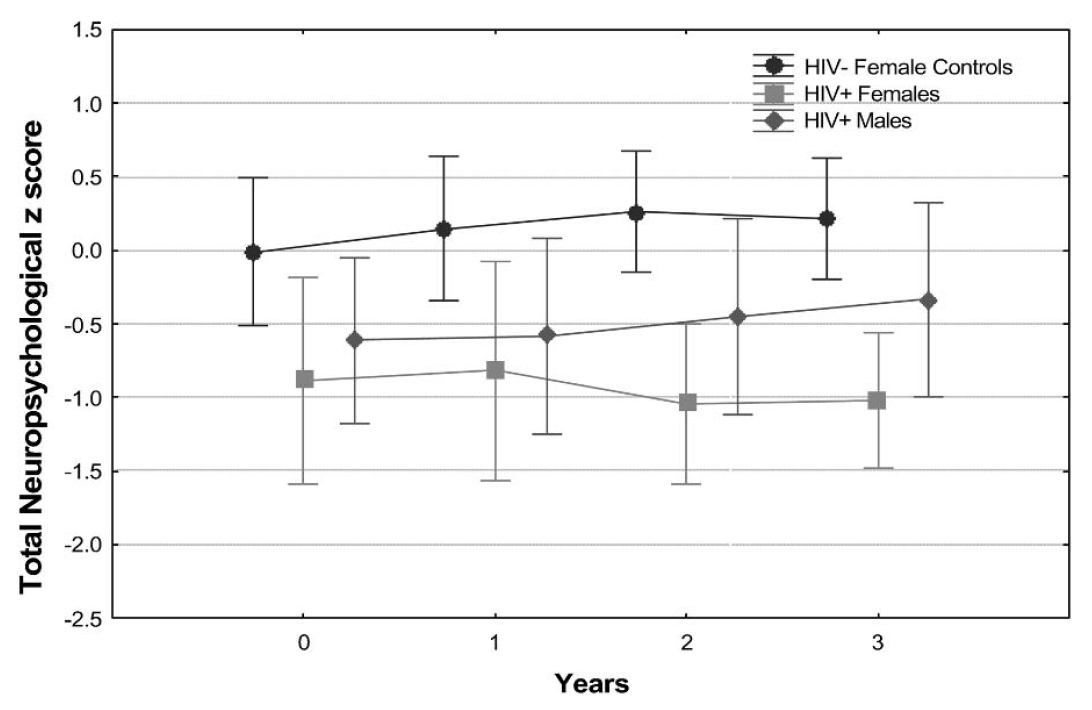 Total Neuropsychological z score
1.5
1.0
0.5
0.0
-0.5
-1.0
-1.5
-2.0
-2.5
HIV- Female Controls
HIV+ Females
HIV+ Males
0 1 2 3
Years